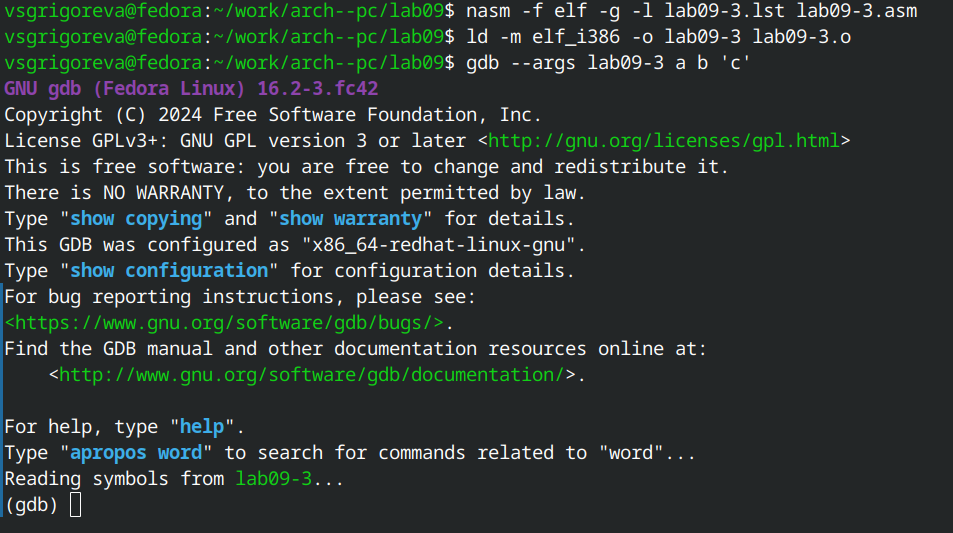 vsgrigoreva@fedora:~/work/arch--pc/lab09$ nasm -f elf -g -l lab09-3.lst lab09-3.asm
vsgrigoreva@fedora:~/work/arch--pc/lab09$ ld -m elf_i386 -o lab09-3 lab09-3.o
vsgrigoreva@fedora:~/work/arch--pc/lab09$ gdb --args lab09-3 a b 'c'
GNU gdb (Fedora Linux) 16.2-3.fc42
Copyright (C) 2024 Free Software Foundation, Inc.
License GPLv3+: GNU GPL version 3 or later <http://gnu.org/licenses/gpl.html>
This is free software: you are free to change and redistribute it.
There is NO WARRANTY, to the extent permitted by law.
Type "show copying" and "show warranty" for details.
This GDB was configured as "x86_64-redhat-linux-gnu".
Type "show configuration" for configuration details.
For bug reporting instructions, please see:
<https://www.gnu.org/software/gdb/bugs/>.
Find the GDB manual and other documentation resources online at:
    <http://www.gnu.org/software/gdb/documentation/>.

For help, type "help".
Type "apropos word" to search for commands related to "word"...
Reading symbols from lab09-3...
(gdb)